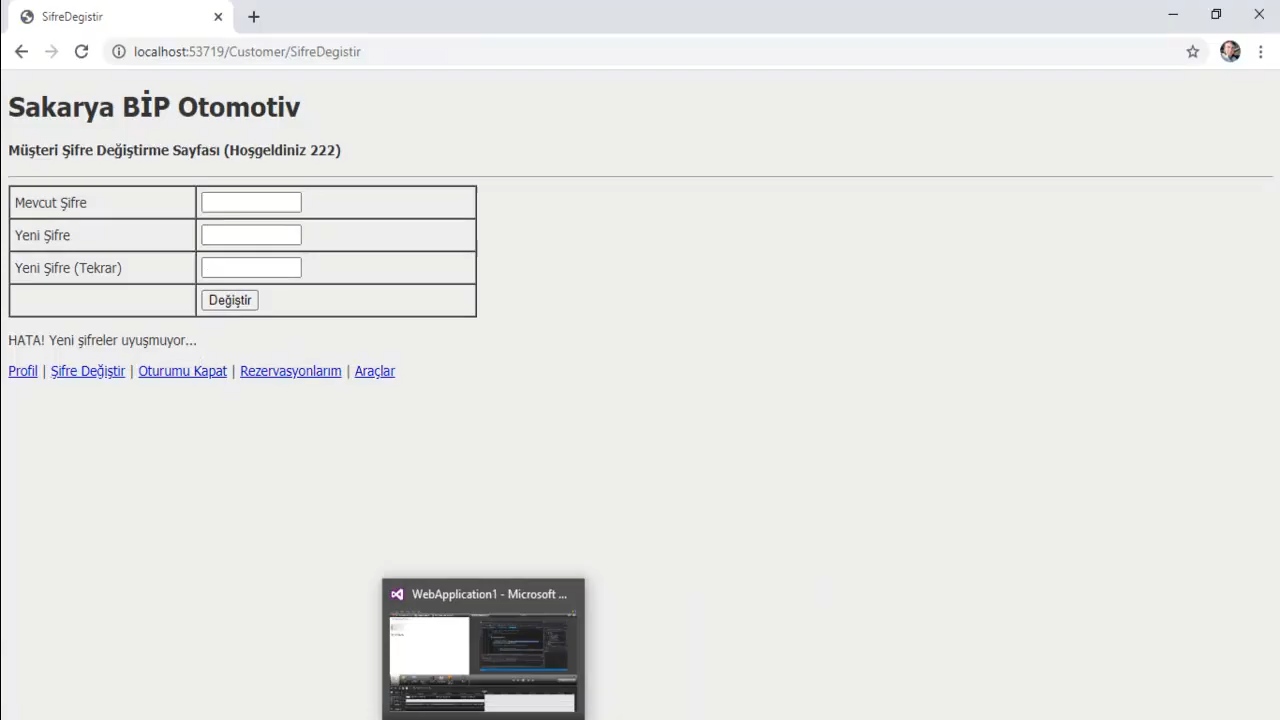 SifreDegistir
localhost:53719/Customer/SifreDegistir
Sakarya BİP Otomotiv
Müşteri Şifre Değiştirme Sayfası (Hoşgeldiniz 222)
Mevcut Şifre
Yeni Şifre
Yeni Şifre (Tekrar)
Değiştir
HATA! Yeni şifreler uyuşmuyor...
Profil | Şifre Değiştir | Oturumu Kapat | Rezervasyonlarım | Araçlar
WebApplication1 - Microsoft ...